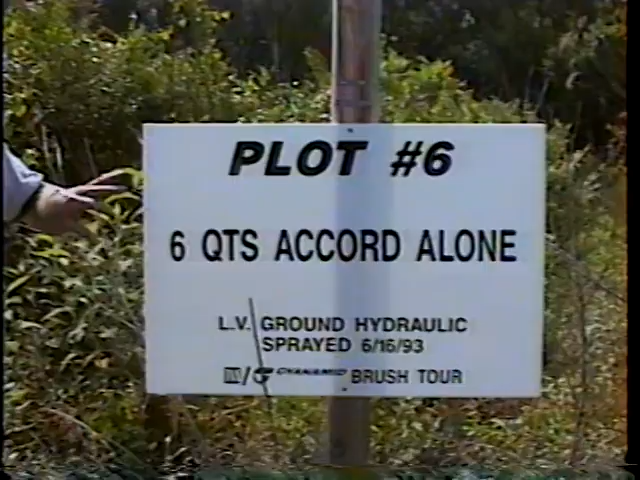 PLOT #6
6 QTS ACCORD ALONE
L.V. GROUND HYDRAULIC
SPRAYED 6/16/93
CYANAMID BRUSH TOUR